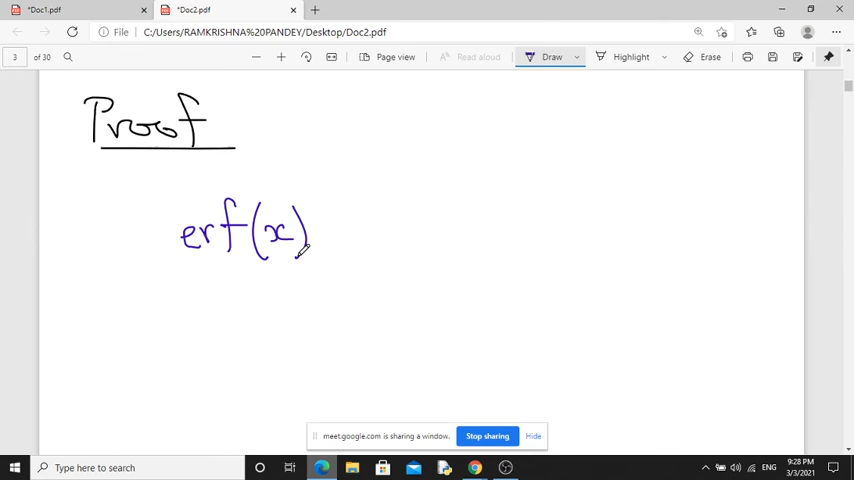 *Doc1.pdf
*Doc2.pdf
File C:/Users/RAMKRISHNA%20PANDEY/Desktop/Doc2.pdf
3 of 30 Page view Read aloud Draw Highlight Erase
Proof
erf(x)
meet.google.com is sharing a window. Stop sharing Hide
Type here to search
ENG
9:28 PM
3/3/2021